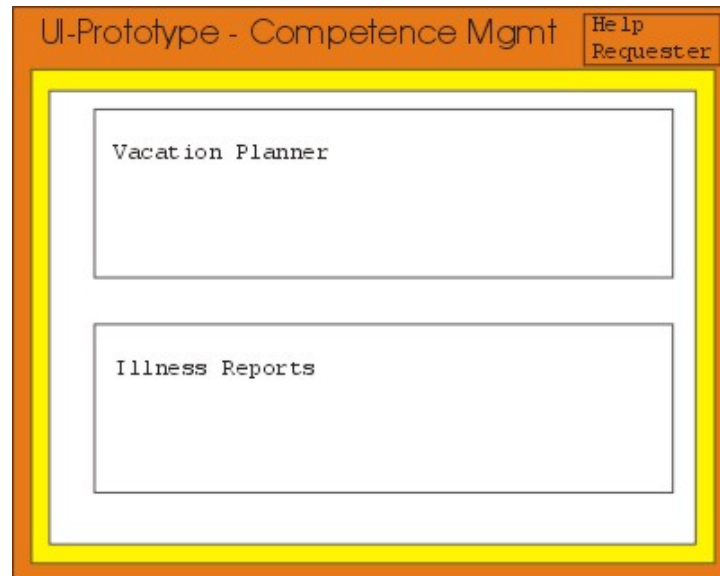 UI-Prototype - Competence Mgmt
Help
Requester
Vacation Planner
Illness Reports